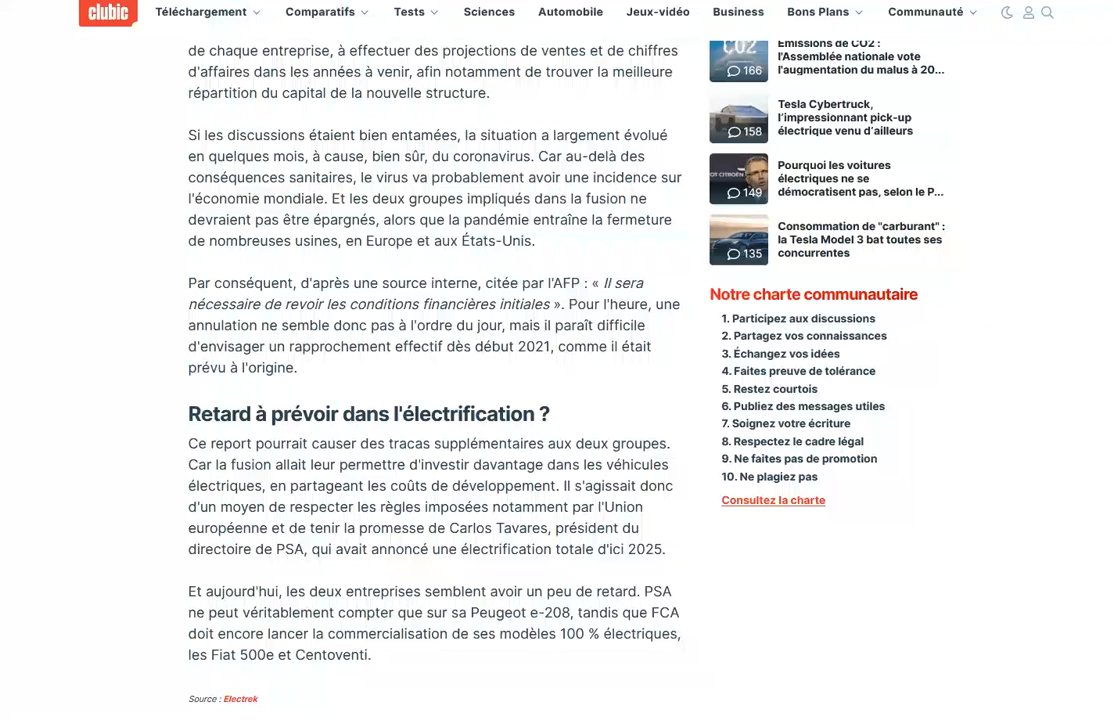 clubic
Téléchargement
Comparatifs
Tests
Sciences
Automobile
Jeux-vidéo
Business
Bons Plans
Communauté
de chaque entreprise, à effectuer des projections de ventes et de chiffres
d'affaires dans les années à venir, afin notamment de trouver la meilleure
répartition du capital de la nouvelle structure.
Si les discussions étaient bien entamées, la situation a largement évolué
en quelques mois, à cause, bien sûr, du coronavirus. Car au-delà des
conséquences sanitaires, le virus va probablement avoir une incidence sur
l'économie mondiale. Et les deux groupes impliqués dans la fusion ne
devraient pas être épargnés, alors que la pandémie entraîne la fermeture
de nombreuses usines, en Europe et aux États-Unis.
Par conséquent, d'après une source interne, citée par l'AFP : « Il sera
nécessaire de revoir les conditions financières initiales ». Pour l'heure, une
annulation ne semble donc pas à l'ordre du jour, mais il paraît difficile
d'envisager un rapprochement effectif dès début 2021, comme il était
prévu à l'origine.
Retard à prévoir dans l'électrification ?
Ce report pourrait causer des tracas supplémentaires aux deux groupes.
Car la fusion allait leur permettre d'investir davantage dans les véhicules
électriques, en partageant les coûts de développement. Il s'agissait donc
d'un moyen de respecter les règles imposées notamment par l'Union
européenne et de tenir la promesse de Carlos Tavares, président du
directoire de PSA, qui avait annoncé une électrification totale d'ici 2025.
Et aujourd'hui, les deux entreprises semblent avoir un peu de retard. PSA
ne peut véritablement compter que sur sa Peugeot e-208, tandis que FCA
doit encore lancer la commercialisation de ses modèles 100 % électriques,
les Fiat 500e et Centoventi.
Source : Electrek
CO2
166
Émissions de CO2 :
l'Assemblée nationale vote
l'augmentation du malus à 20...
158
Tesla Cybertruck,
l'impressionnant pick-up
électrique venu d'ailleurs
OT CITROËN
149
Pourquoi les voitures
électriques ne se
démocratisent pas, selon le P...
135
Consommation de "carburant" :
la Tesla Model 3 bat toutes ses
concurrentes
Notre charte communautaire
1. Participez aux discussions
2. Partagez vos connaissances
3. Échangez vos idées
4. Faites preuve de tolérance
5. Restez courtois
6. Publiez des messages utiles
7. Soignez votre écriture
8. Respectez le cadre légal
9. Ne faites pas de promotion
10. Ne plagiez pas
Consultez la charte